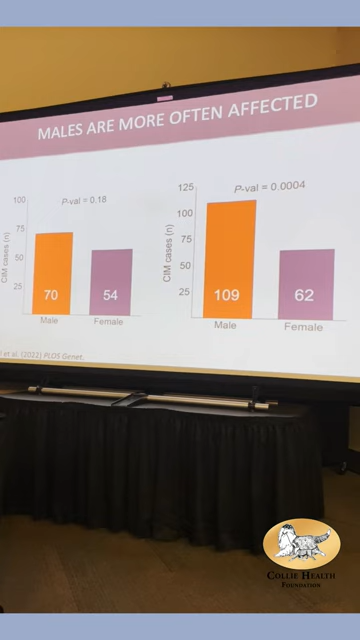 MALES ARE MORE OFTEN AFFECTED
100
75
50
25
CIM cases (n)
P-val = 0.18
70
54
Male
Female
125
100
75
50
25
CIM cases (n)
P-val = 0.0004
109
62
Male
Female
et al. (2022) PLOS Genet.
COLLIE HEALTH
FOUNDATION